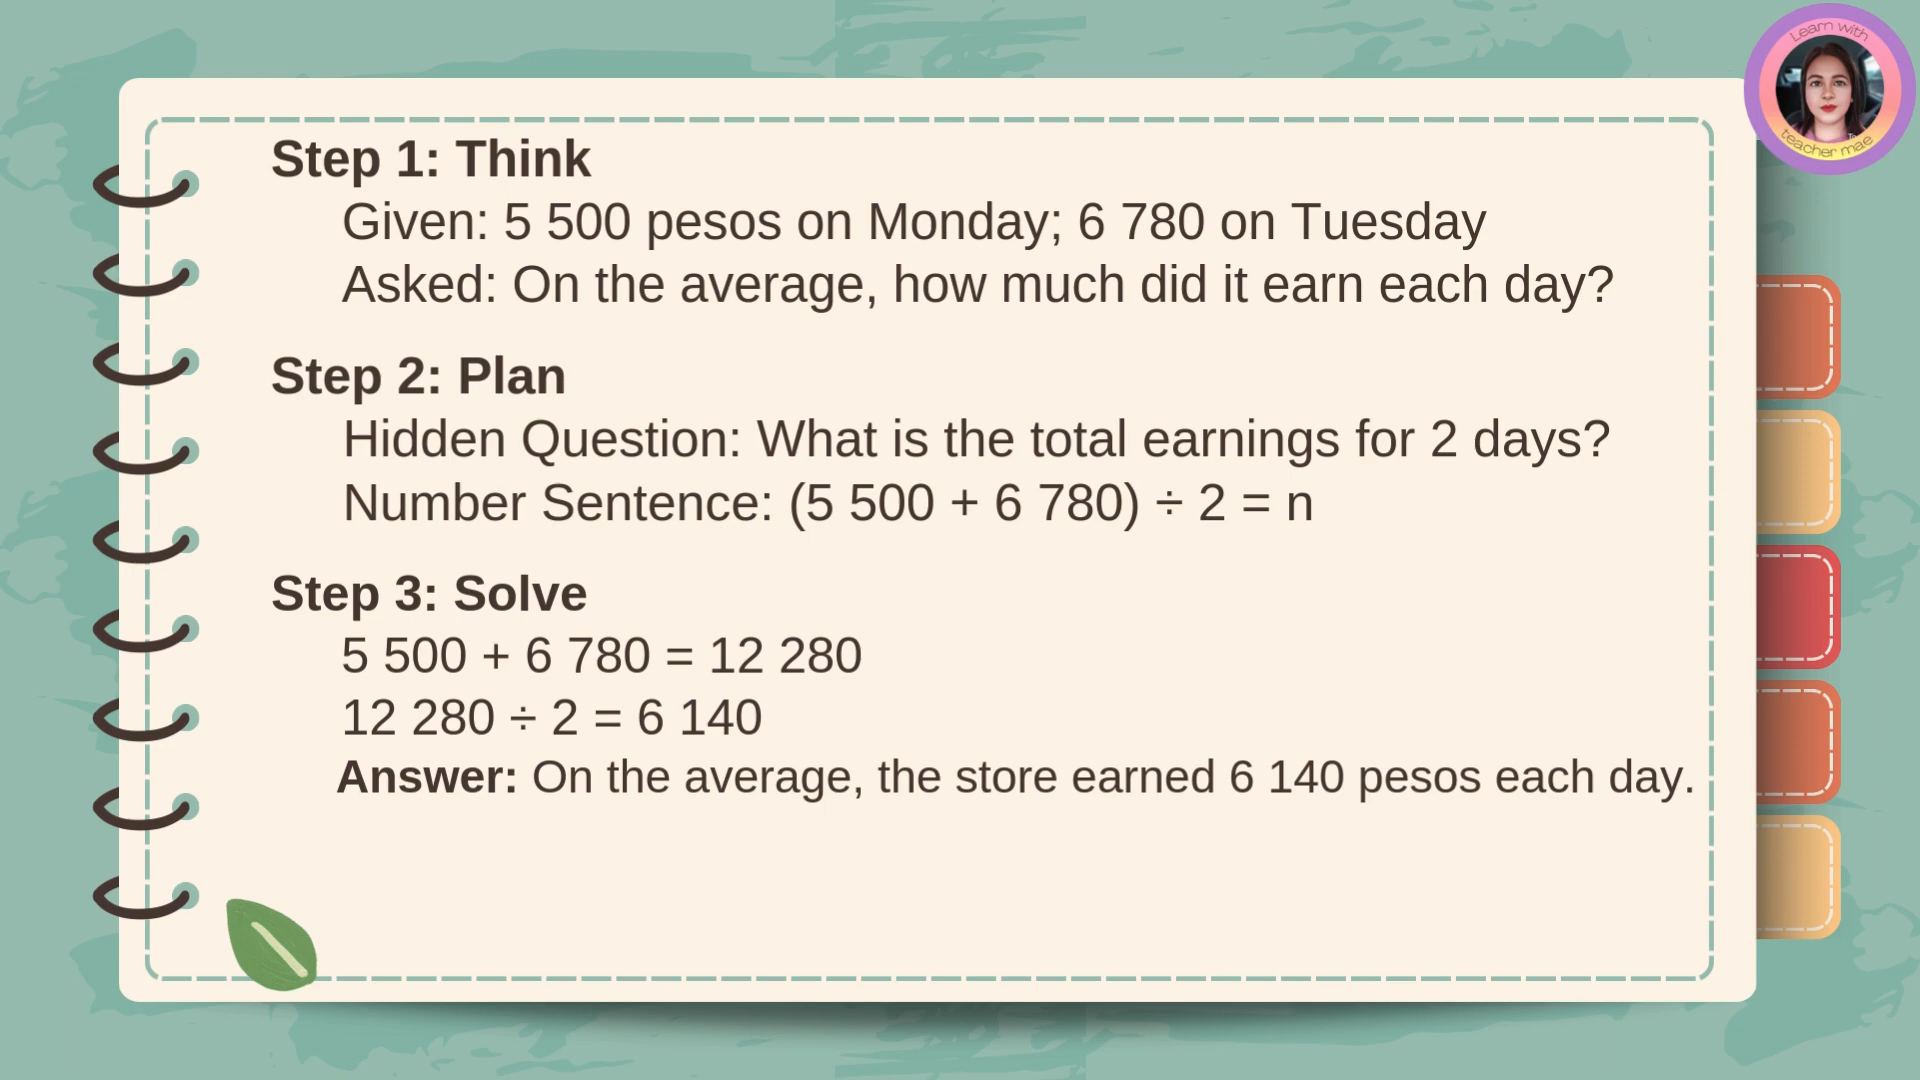 Learn with
teacher mae
Step 1: Think
Given: 5 500 pesos on Monday; 6 780 on Tuesday
Asked: On the average, how much did it earn each day?
Step 2: Plan
Hidden Question: What is the total earnings for 2 days?
Number Sentence: (5 500 + 6 780) ÷ 2 = n
Step 3: Solve
5 500 + 6 780 = 12 280
12 280 ÷ 2 = 6 140
Answer: On the average, the store earned 6 140 pesos each day.